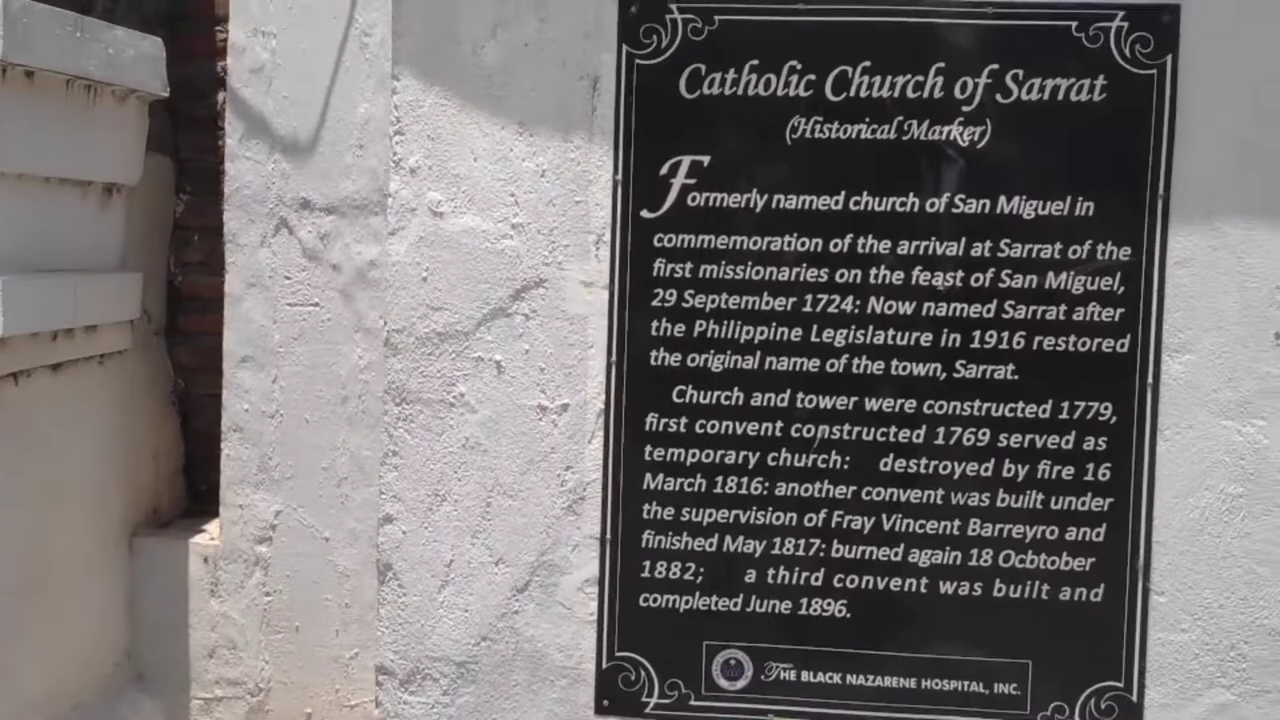 Catholic Church of Sarrat
(Historical Marker)
Formerly named church of San Miguel in
commemoration of the arrival at Sarrat of the
first missionaries on the feast of San Miguel,
29 September 1724: Now named Sarrat after
the Philippine Legislature in 1916 restored
the original name of the town, Sarrat.
Church and tower were constructed 1779,
first convent constructed 1769 served as
temporary church: destroyed by fire 16
March 1816: another convent was built under
the supervision of Fray Vincent Barreyro and
finished May 1817: burned again 18 Ocbtober
1882; a third convent was built and
completed June 1896.
THE BLACK NAZARENE HOSPITAL, INC.